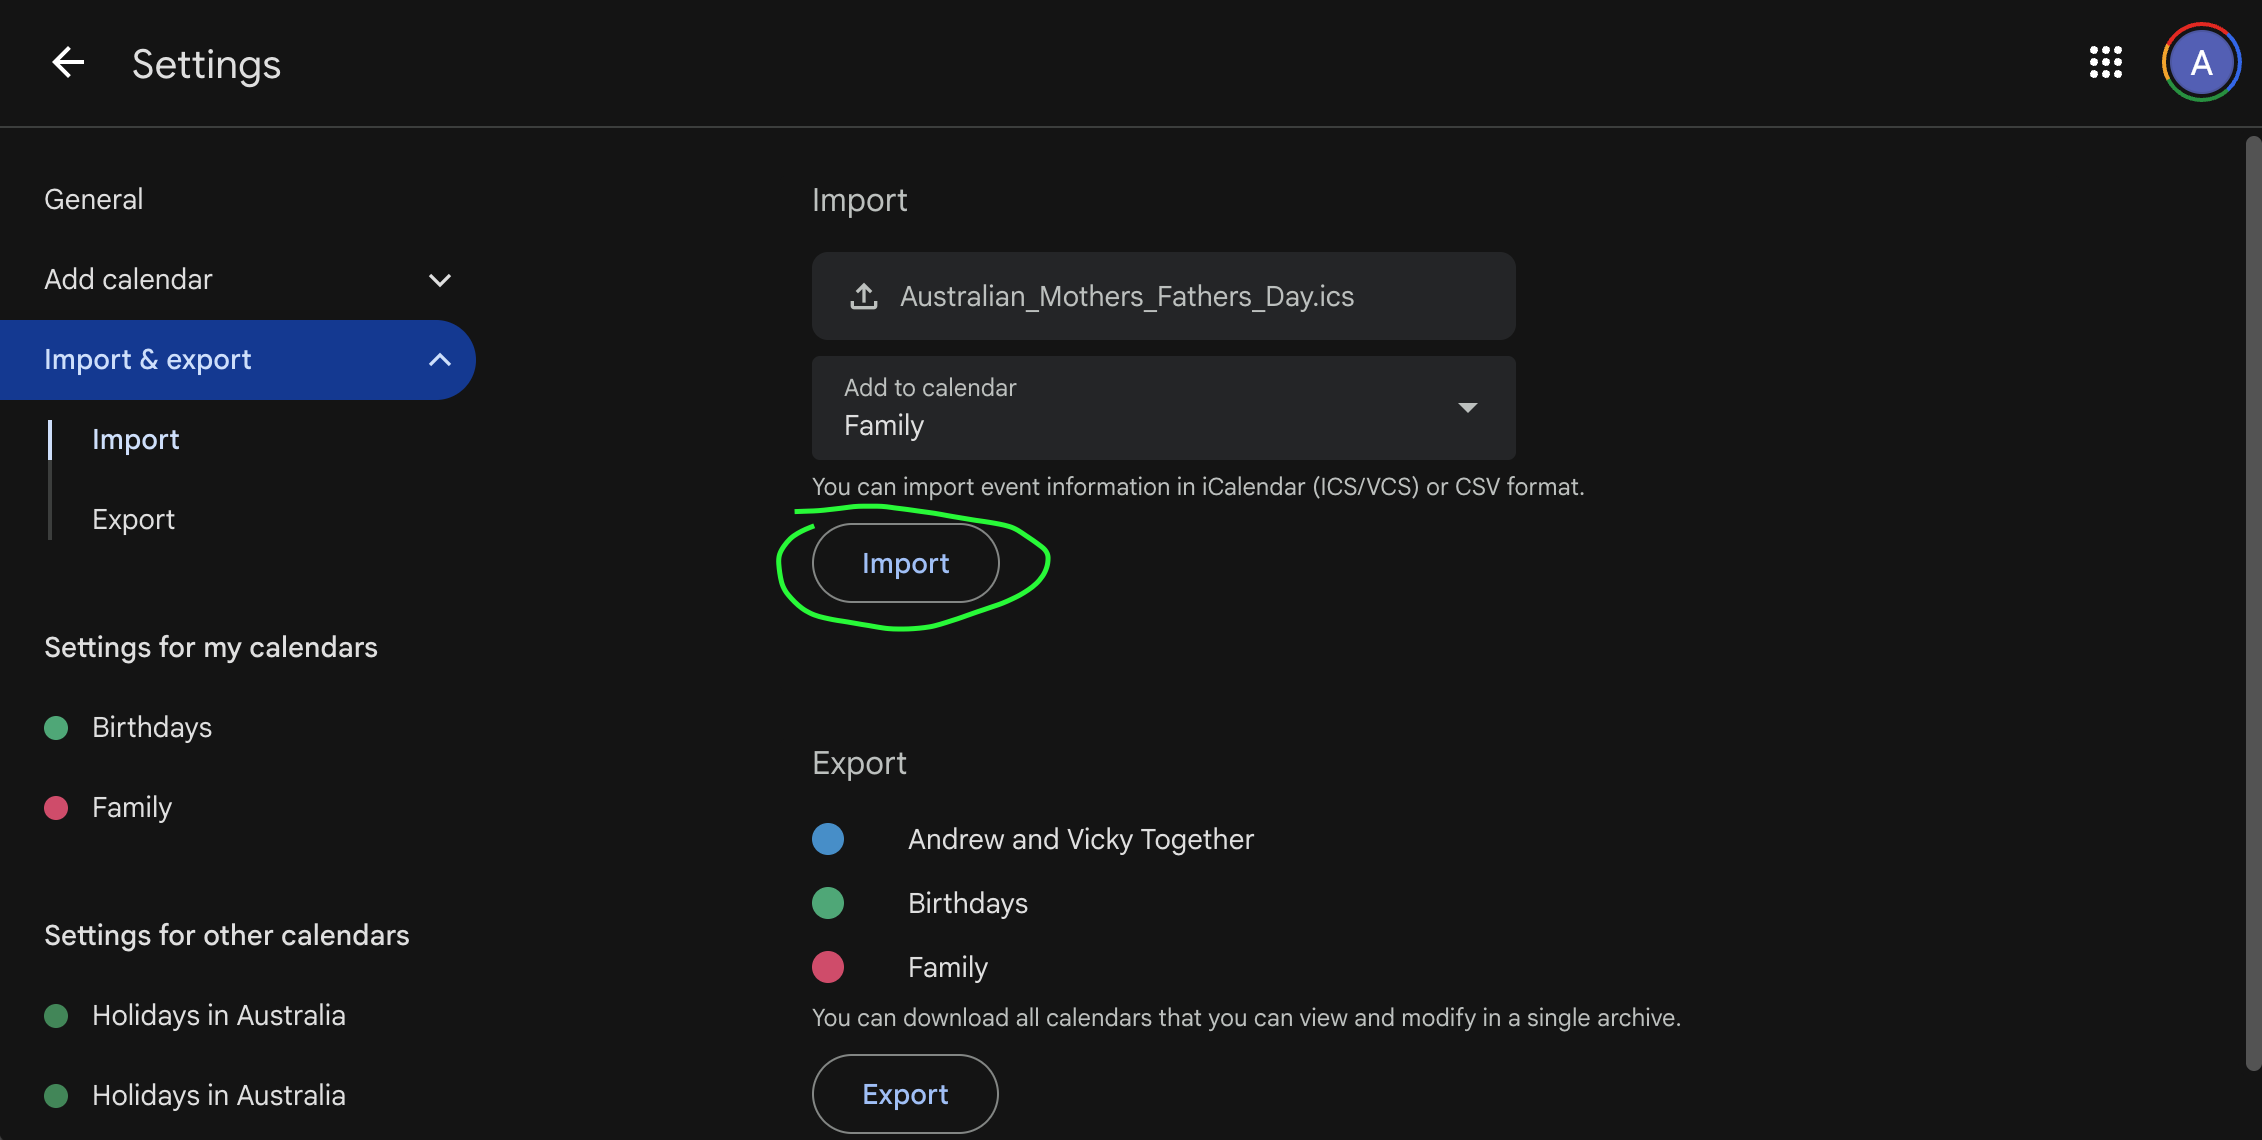 Settings
A
General
Add calendar
Import & export
Import
Export
Settings for my calendars
Birthdays
Family
Settings for other calendars
Holidays in Australia
Holidays in Australia
Import
Australian_Mothers_Fathers_Day.ics
Add to calendar
Family
You can import event information in iCalendar (ICS/VCS) or CSV format.
Import
Export
Andrew and Vicky Together
Birthdays
Family
You can download all calendars that you can view and modify in a single archive.
Export